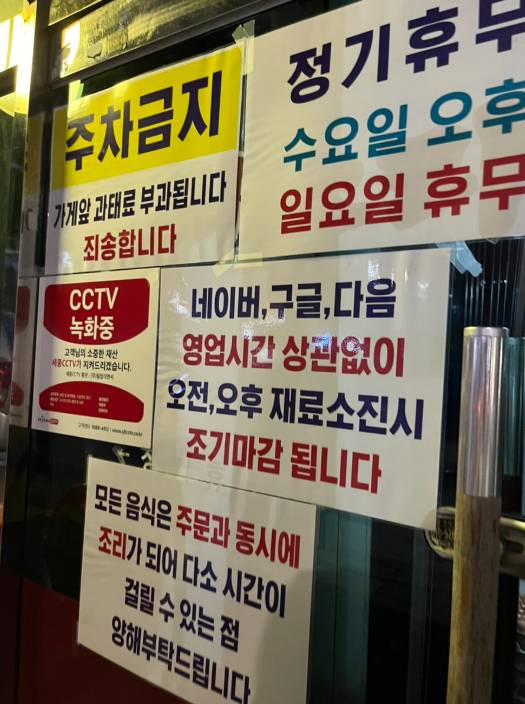 주차금지
가게앞 과태료 부과됩니다
죄송합니다
정기휴무
수요일 오후
일요일 휴무
CCTV
녹화중
고객님의 소중한 재산
세콤CCTV가 지켜드리겠습니다.
네이버,구글,다음
영업시간 상관없이
오전,오후 재료소진시
조기마감 됩니다
모든 음식은 주문과 동시에
조리가 되어 다소 시간이
걸릴 수 있는 점
양해부탁드립니다